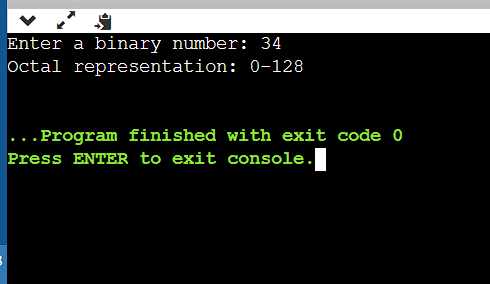 Enter a binary number: 34
Octal representation: 0-128
...Program finished with exit code 0
Press ENTER to exit console.